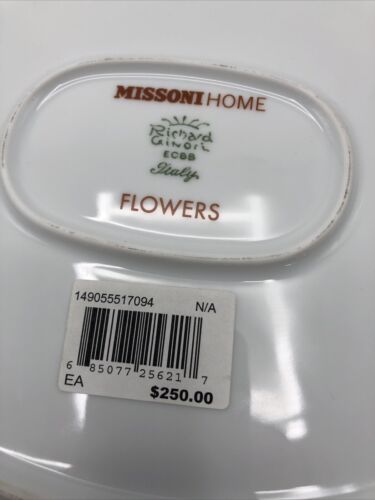 MISSONI HOME
Richard
Ginori
ECBB
Italy
FLOWERS
149055517094 N/A
6 85077 25621 7
EA $250.00